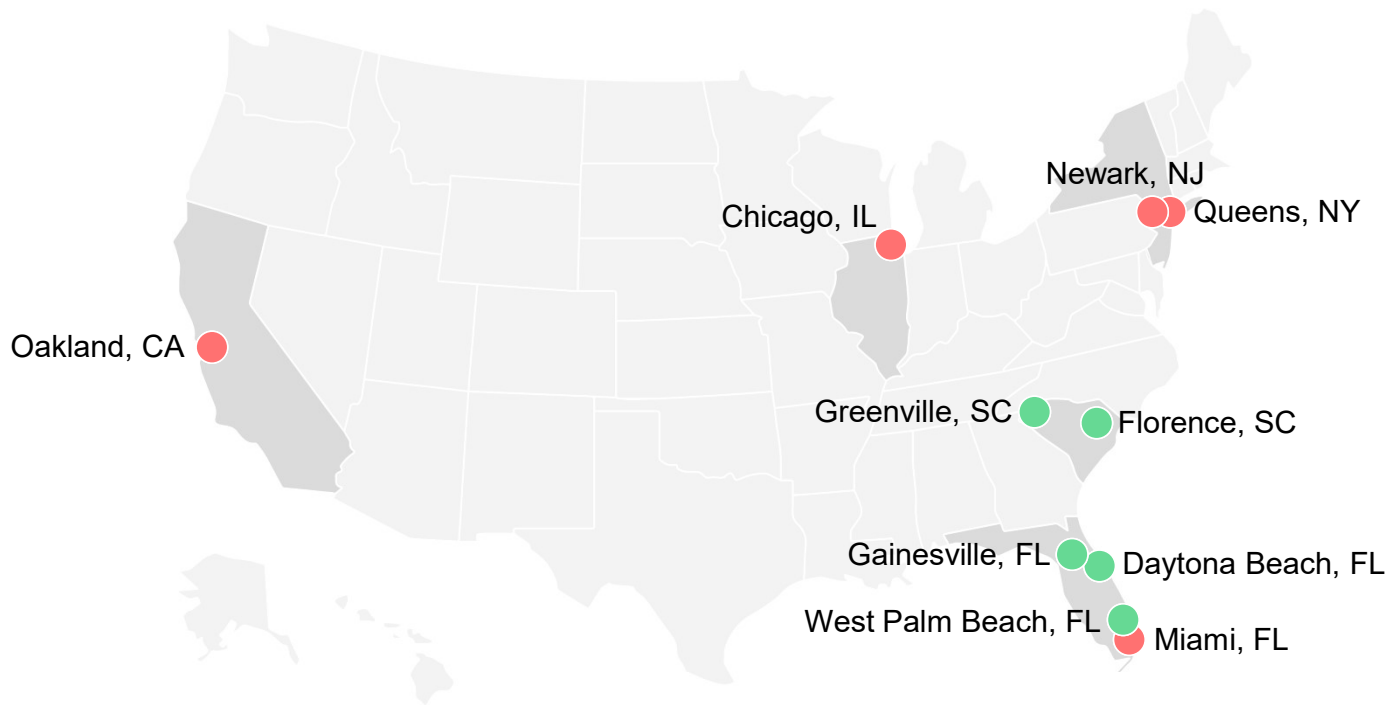 Newark, NJ
Chicago, IL
Queens, NY
Oakland, CA
Greenville, SC
Florence, SC
Gainesville, FL
Daytona Beach, FL
West Palm Beach, FL
Miami, FL